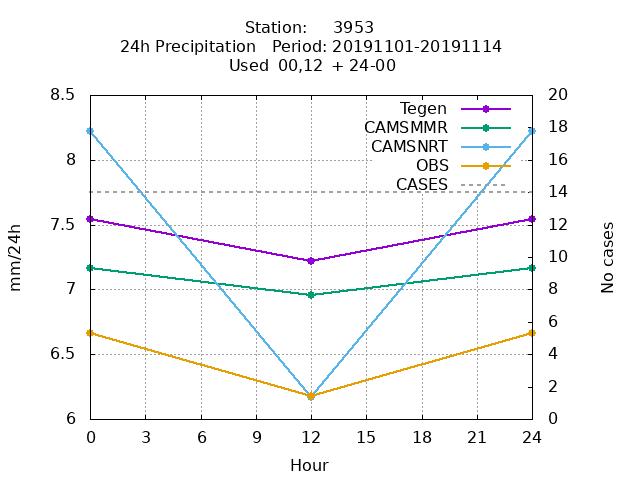 Station: 3953
24h Precipitation Period: 20191101-20191114
Used 00,12 + 24-00
8.5
8
7.5
7
6.5
6
mm/24h
Tegen
CAMSMMR
CAMSNRT
OBS
CASES
20
18
16
14
12
10
8
6
4
2
0
No cases
0 3 6 9 12 15 18 21 24
Hour